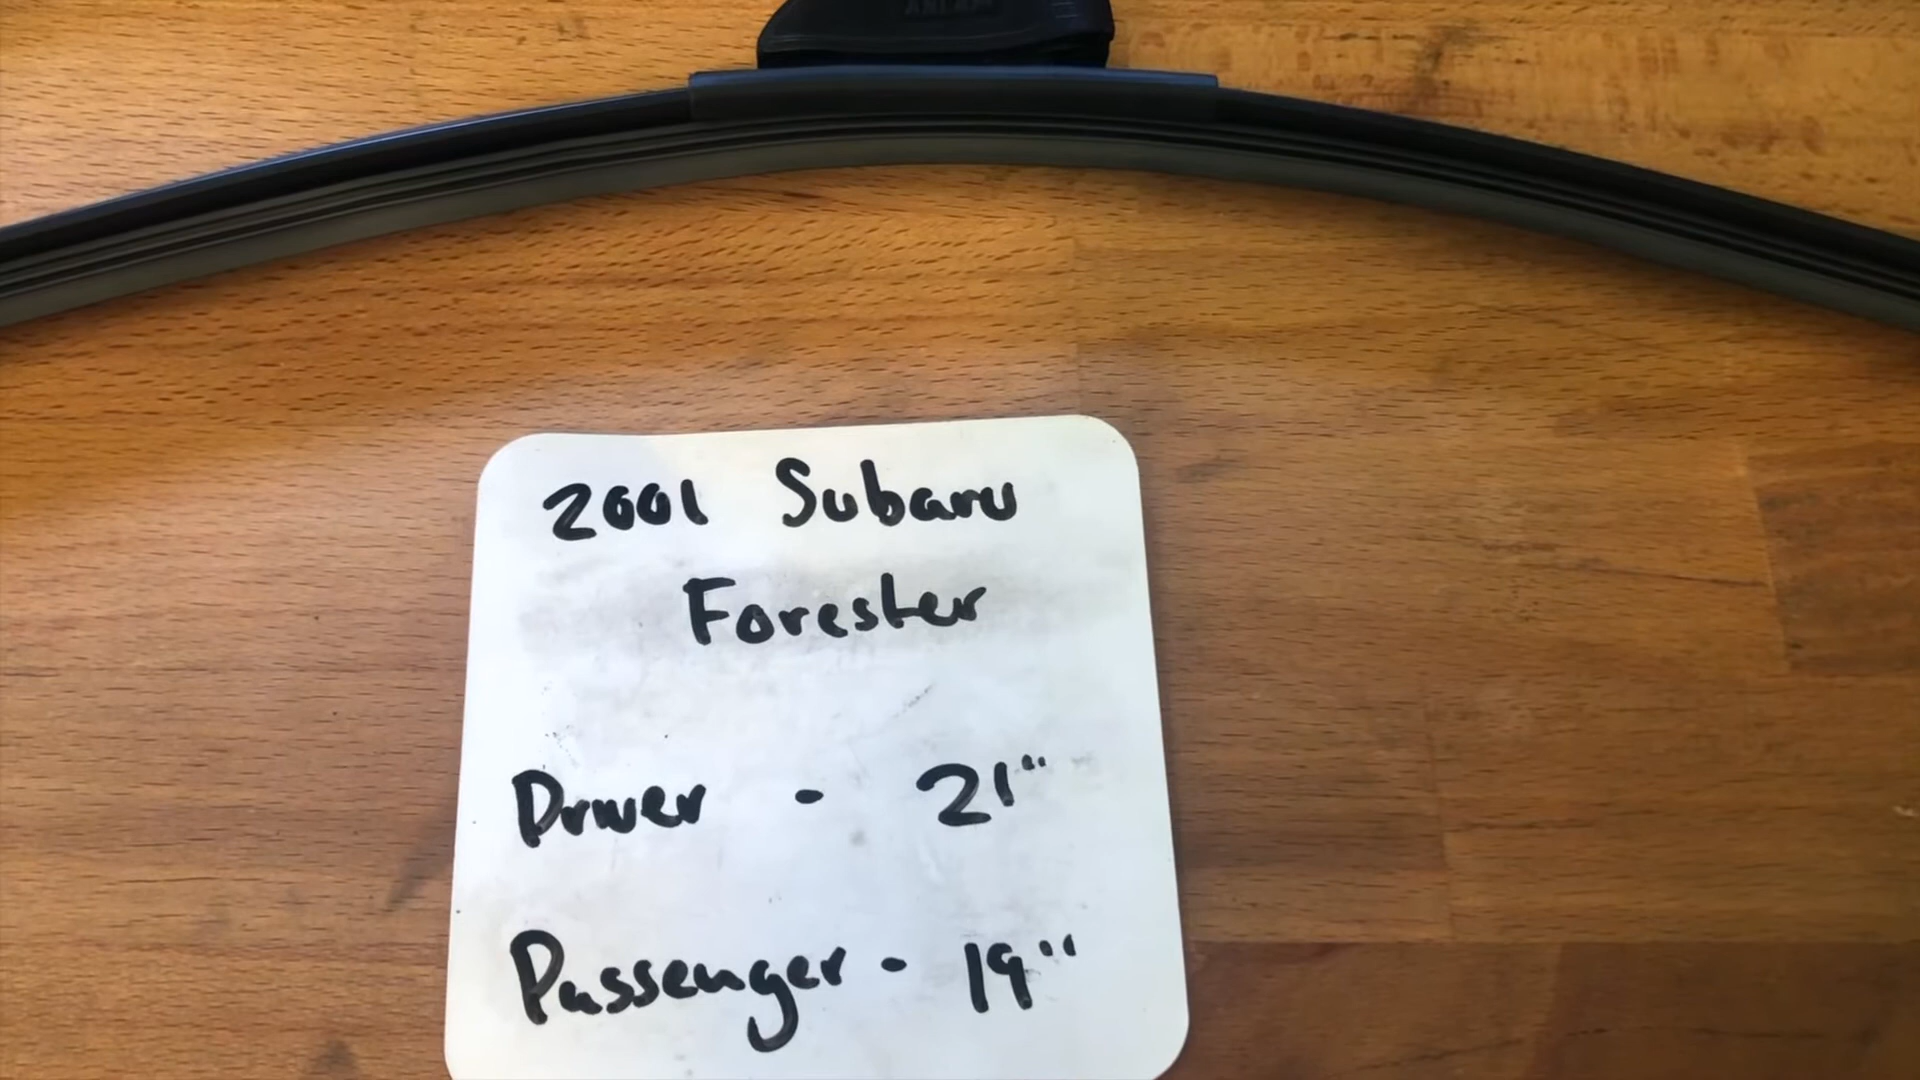 2001 Subaru
Forester
Driver - 21"
Passenger - 19"